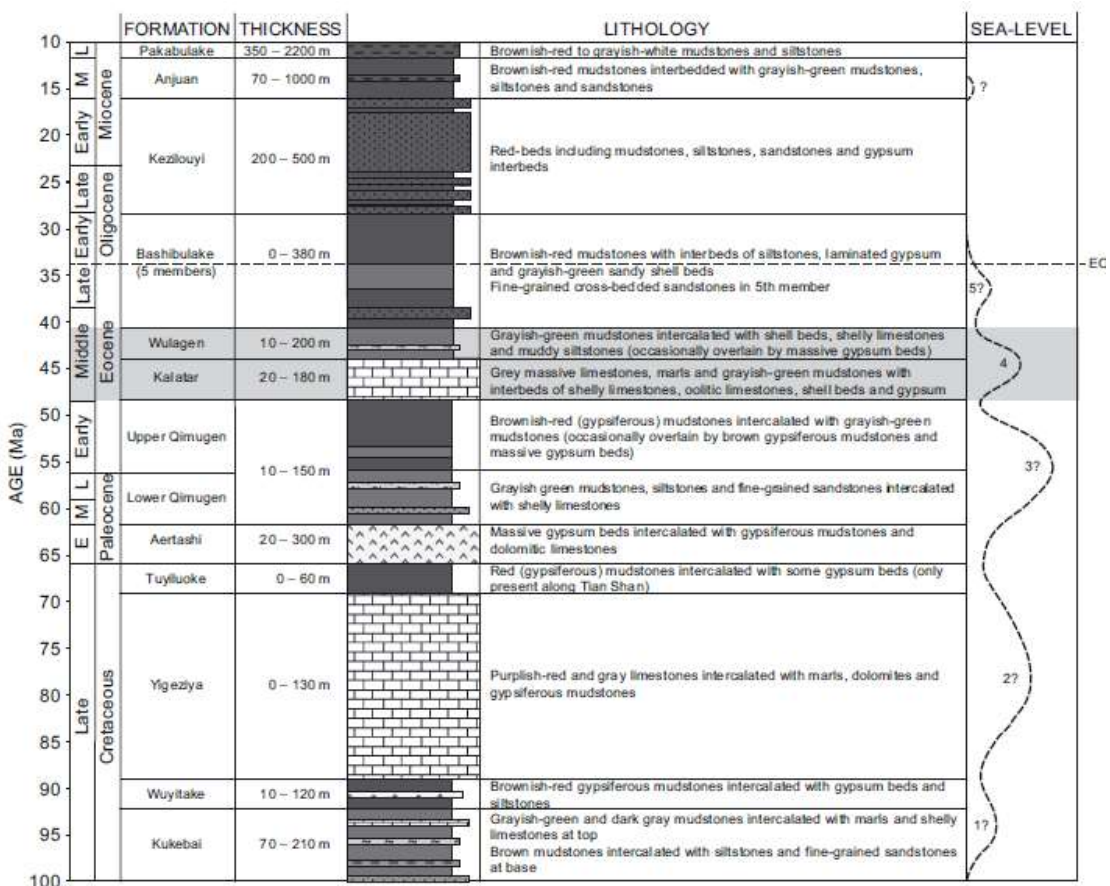 FORMATION THICKNESS LITHOLOGY SEA-LEVEL
AGE (Ma)
10
15
20
25
30
35
40
45
50
55
60
65
70
75
80
85
90
95
100
L
M
Early
Miocene
Late
Early
Oligocene
Late
Middle
Early
Eocene
L
M
E
Paleocene
Late
Cretaceous
Pakabulake 350 – 2200 m Brownish-red to grayish-white mudstones and siltstones
Anjuan 70 – 1000 m Brownish-red mudstones interbedded with grayish-green mudstones,
siltstones and sandstones
?
Kezilouyi 200 – 500 m Red-beds including mudstones, siltstones, sandstones and gypsum
interbeds
Bashibulake
(5 members)
0 – 380 m
Brownish-red mudstones with interbeds of siltstones, laminated gypsum
and grayish-green sandy shell beds
Fine-grained cross-bedded sandstones in 5th member
5?
Wulagen 10 – 200 m Grayish-green mudstones intercalated with shell beds, shelly limestones
and muddy siltstones (occasionally overlain by massive gypsum beds)
Kalatar 20 – 180 m Grey massive limestones, marls and grayish-green mudstones with
interbeds of shelly limestones, oolitic limestones, shell beds and gypsum
4
Upper Qimugen
Brownish-red (gypsiferous) mudstones intercalated with grayish-green
mudstones (occasionally overlain by brown gypsiferous mudstones and
massive gypsum beds)
10 – 150 m
3?
Lower Qimugen
Grayish green mudstones, siltstones and fine-grained sandstones intercalated
with shelly limestones
Aertashi 20 – 300 m Massive gypsum beds intercalated with gypsiferous mudstones and
dolomitic limestones
Tuyiluoke 0 – 60 m Red (gypsiferous) mudstones intercalated with some gypsum beds (only
present along Tian Shan)
Yigeziya 0 – 130 m Purplish-red and gray limestones intercalated with marls, dolomites and
gypsiferous mudstones
2?
Wuyitake 10 – 120 m Brownish-red gypsiferous mudstones intercalated with gypsum beds and
siltstones
Kukebai 70 – 210 m
Grayish-green and dark gray mudstones intercalated with marls and shelly
limestones at top
Brown mudstones intercalated with siltstones and fine-grained sandstones
at base
1?